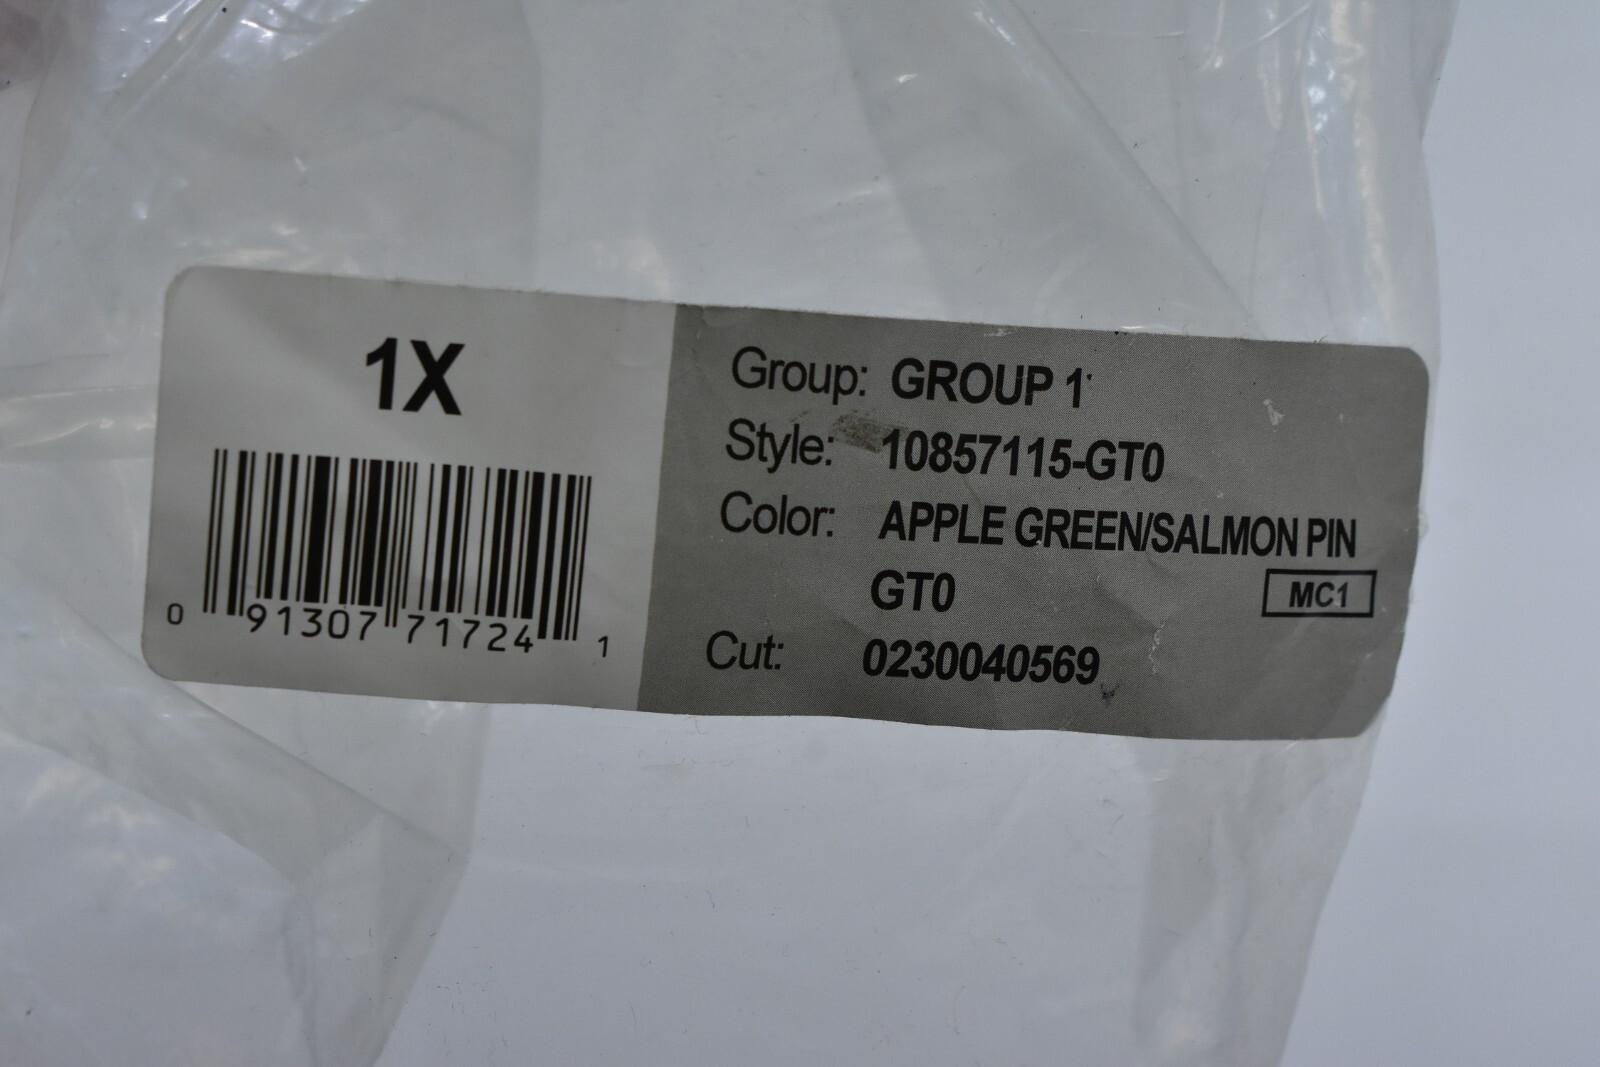 1X
0 91307 71724 1
Group: GROUP 1
Style: 10857115-GT0
Color: APPLE GREEN/SALMON PIN
GT0
MC1
Cut: 0230040569